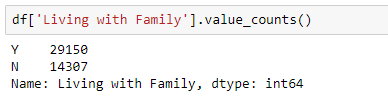 df['Living with Family'].value_counts()
Y    29150
N    14307
Name: Living with Family, dtype: int64